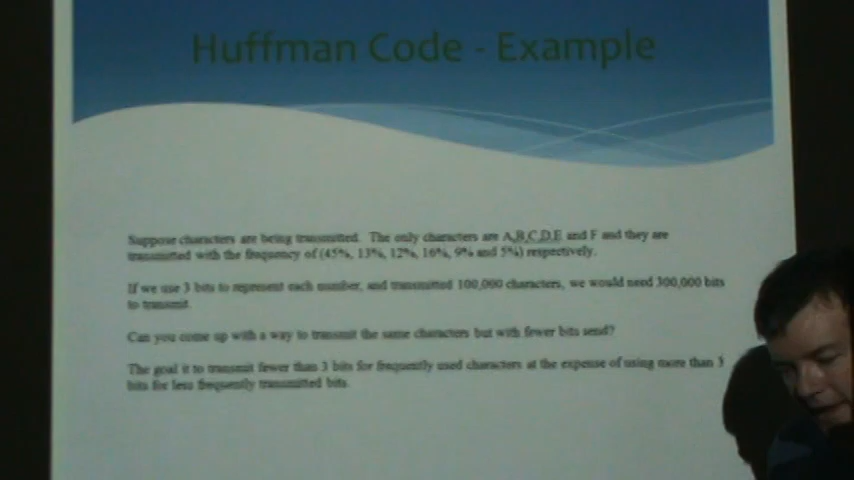 Huffman Code - Example
Suppose characters are being transmitted. The only characters are A,B,C,D,E and F and they are
transmitted with the frequency of (45%, 13%, 12%, 16%, 9% and 5%) respectively.
If we use 3 bits to represent each number, and transmitted 100,000 characters, we would need 300,000 bits
to transmit.
Can you come up with a way to transmit the same characters but with fewer bits send?
The goal it to transmit fewer than 3 bits for frequently used characters at the expense of using more than 3
bits for less frequently transmitted bits.